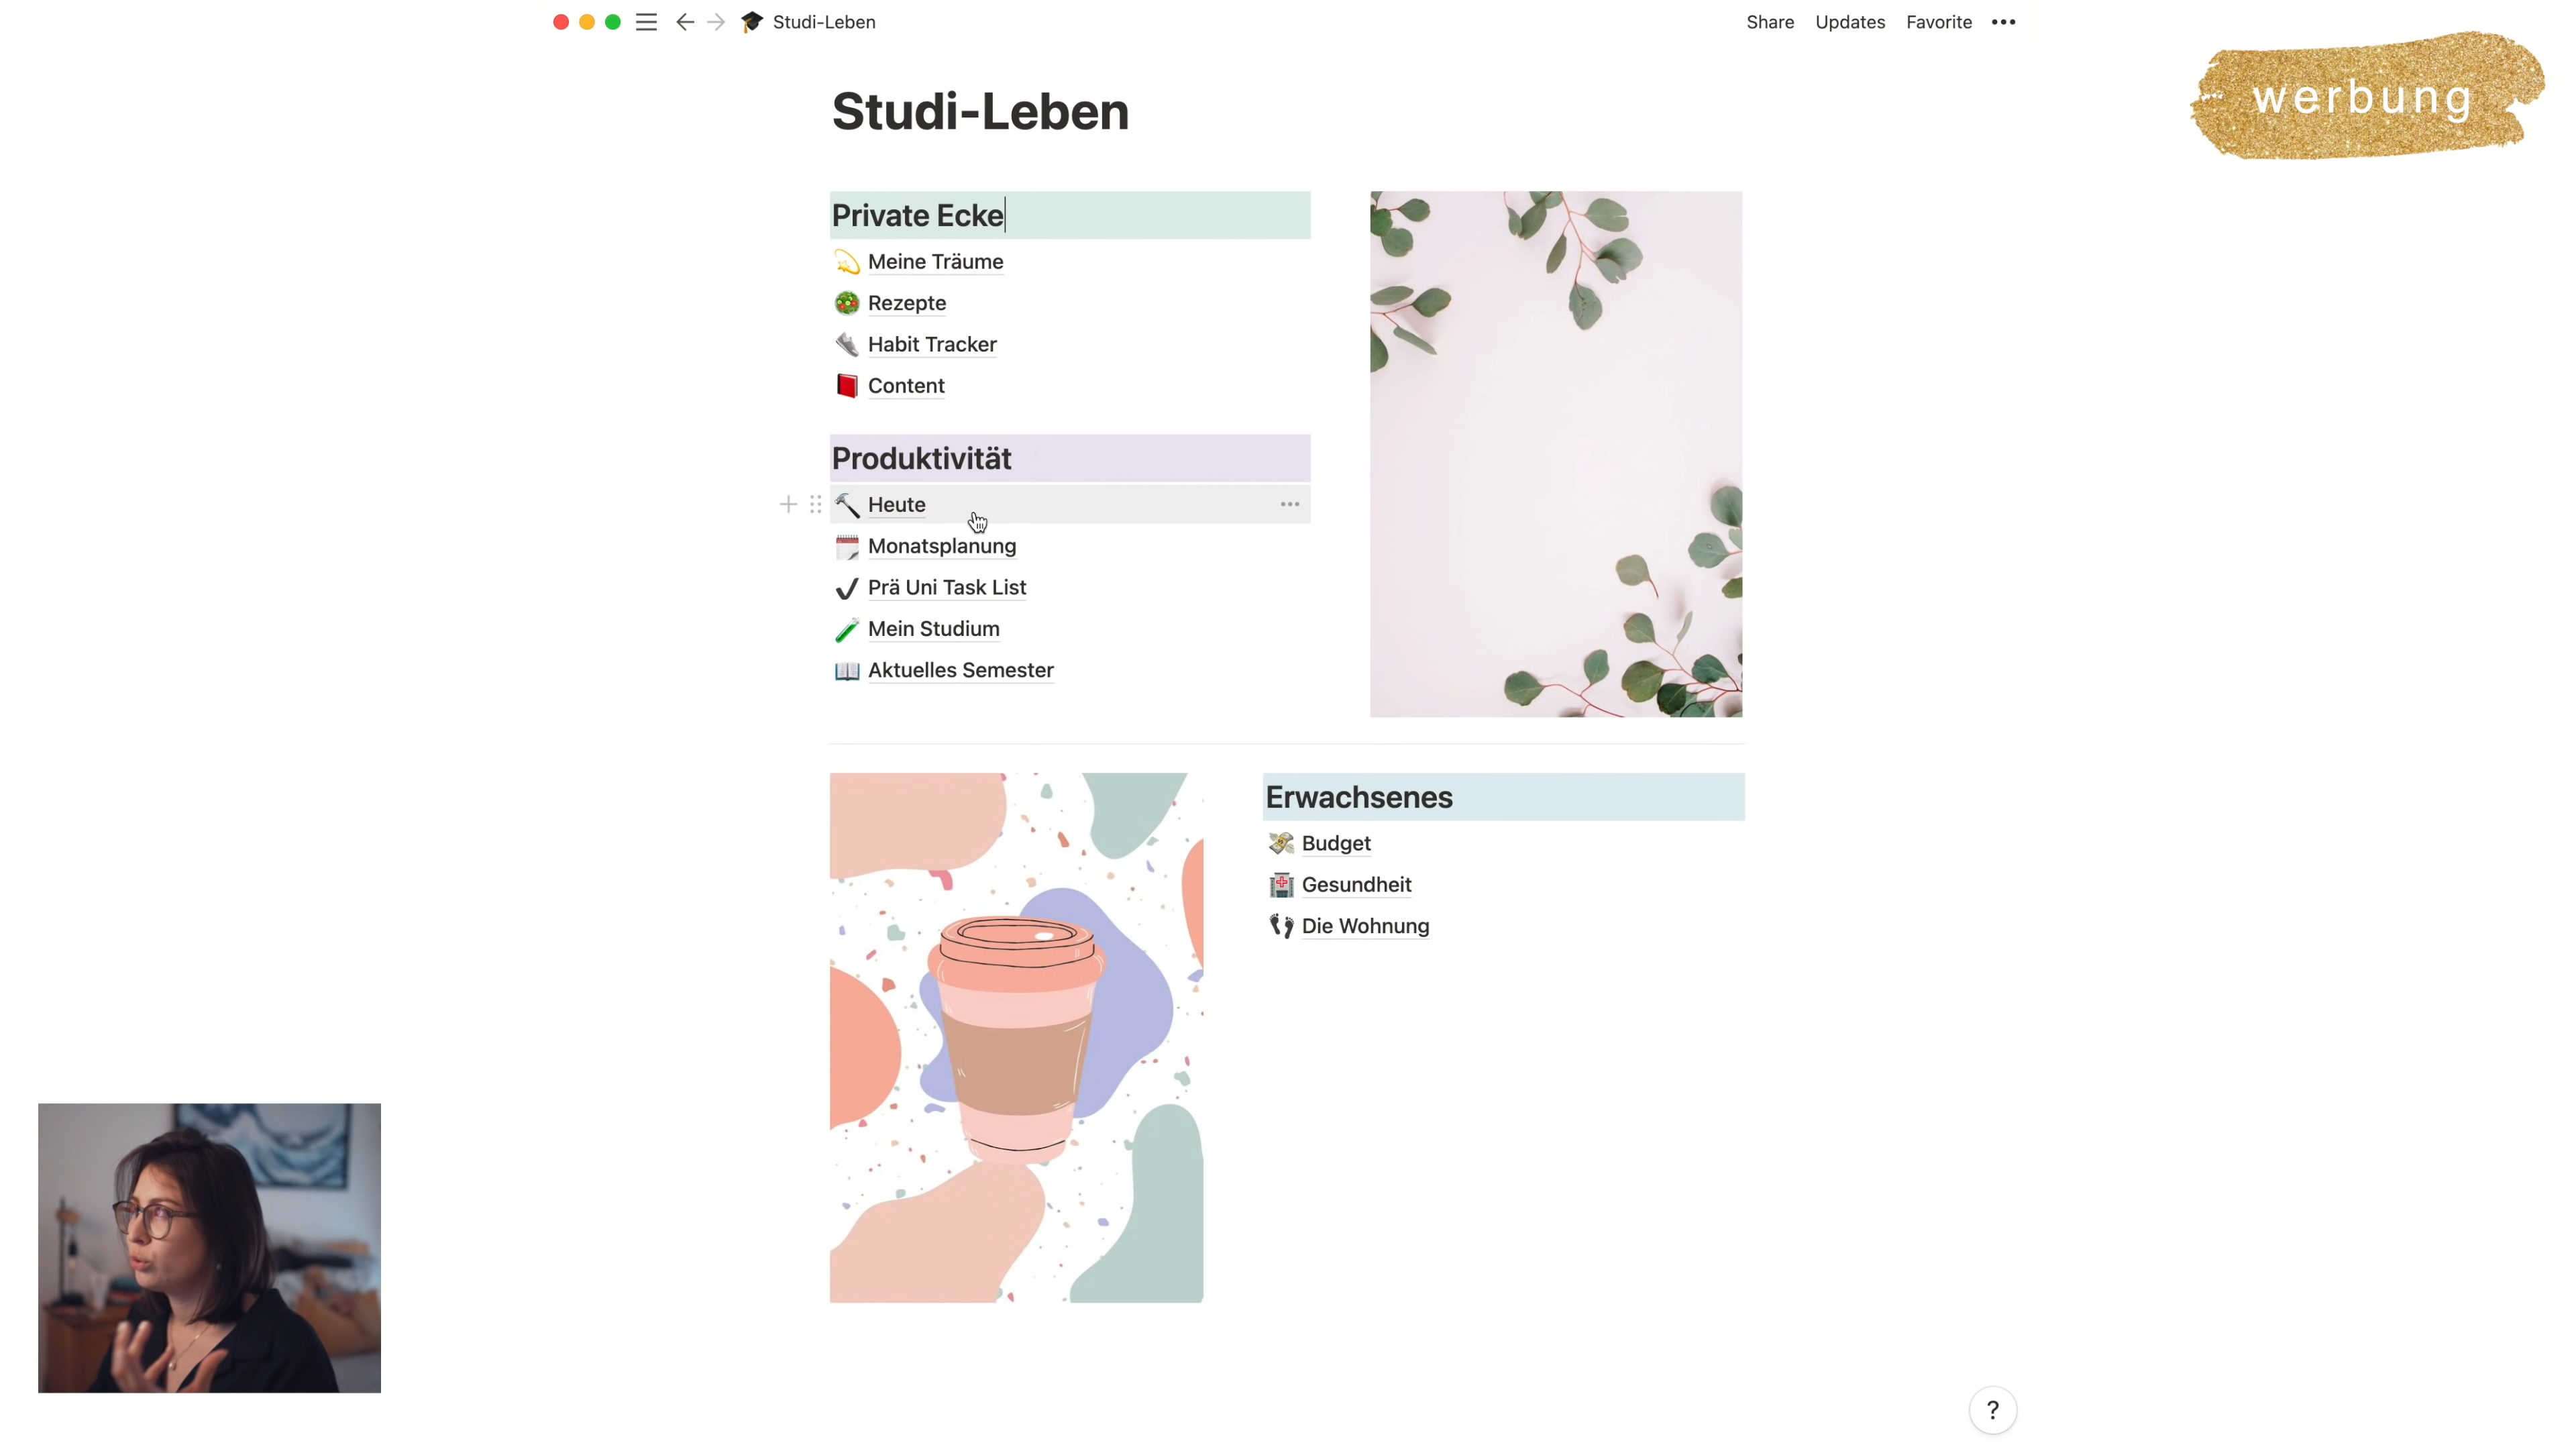 Studi-Leben
Share Updates Favorite
werbung
Studi-Leben
Private Ecke
Meine Träume
Rezepte
Habit Tracker
Content
Produktivität
Heute
Monatsplanung
Prä Uni Task List
Mein Studium
Aktuelles Semester
Erwachsenes
Budget
Gesundheit
Die Wohnung
?